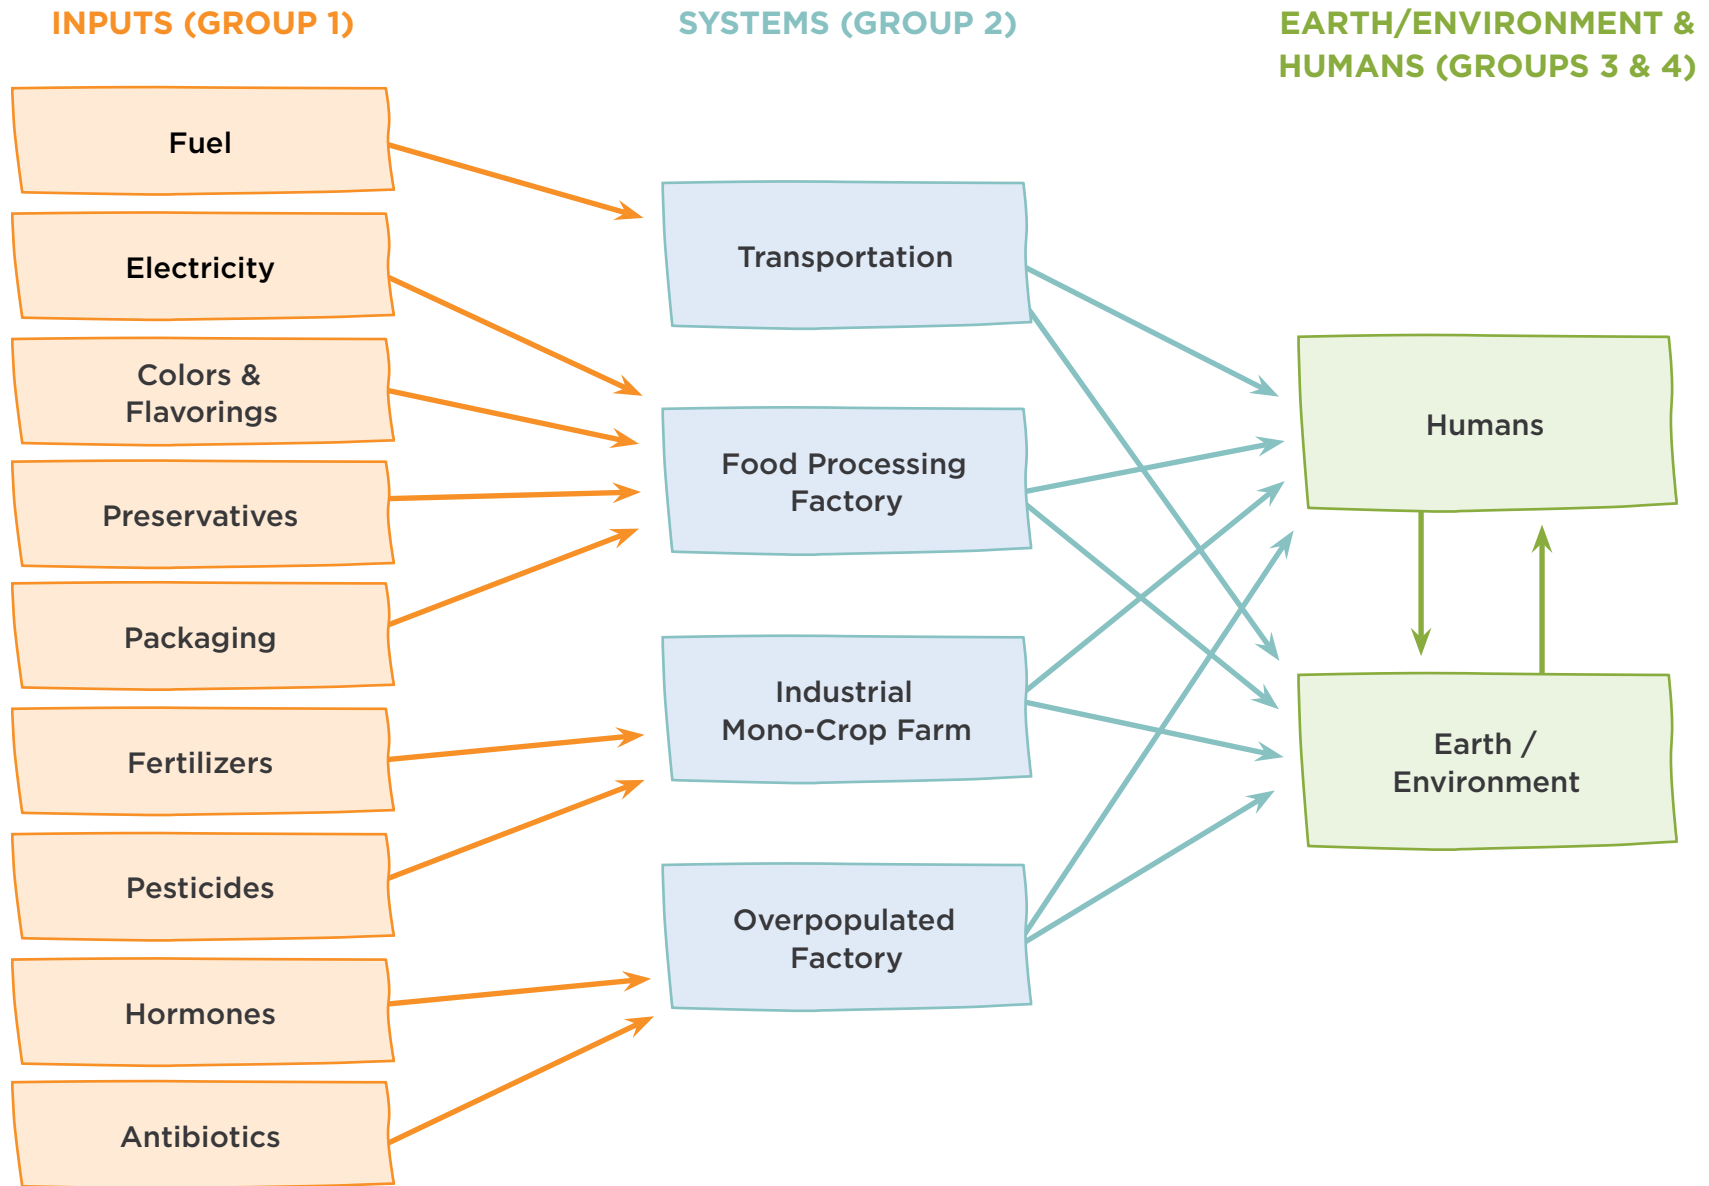 INPUTS (GROUP 1)
SYSTEMS (GROUP 2)
EARTH/ENVIRONMENT &
HUMANS (GROUPS 3 & 4)
Fuel
Electricity
Colors &
Flavorings
Preservatives
Packaging
Fertilizers
Pesticides
Hormones
Antibiotics
Transportation
Food Processing
Factory
Industrial
Mono-Crop Farm
Overpopulated
Factory
Humans
Earth /
Environment